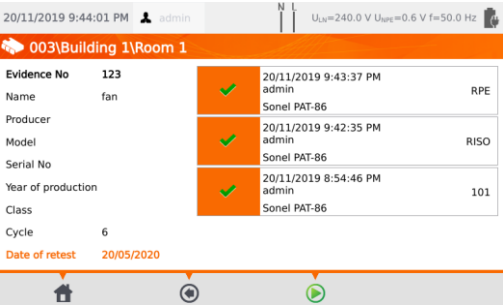 20/11/2019 9:44:01 PM admin N L ULN=240.0 V UNPE=0.6 V f=50.0 Hz
003\Building 1\Room 1
Evidence No 123
Name fan
Producer
Model
Serial No
Year of production
Class
Cycle 6
Date of retest 20/05/2020
20/11/2019 9:43:37 PM
admin RPE
Sonel PAT-86
20/11/2019 9:42:35 PM
admin RISO
Sonel PAT-86
20/11/2019 8:54:46 PM
admin 101
Sonel PAT-86